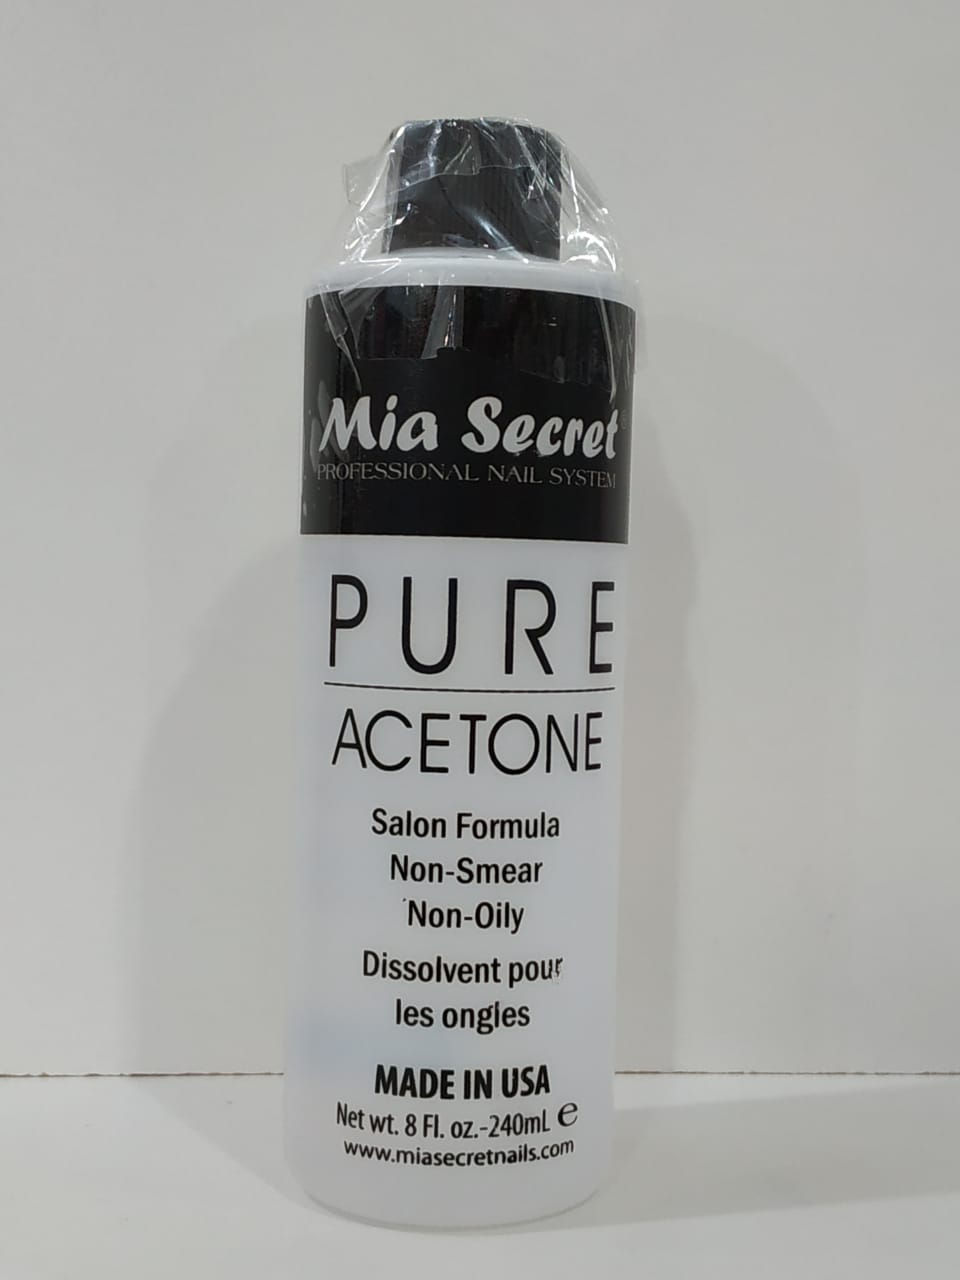 Mia Secret
PROFESSIONAL NAIL SYSTEM
PURE
ACETONE
Salon Formula
Non-Smear
Non-Oily
Dissolvent pour
les ongles
MADE IN USA
Net wt. 8 Fl. oz.-240mL ℮
www.miasecretnails.com